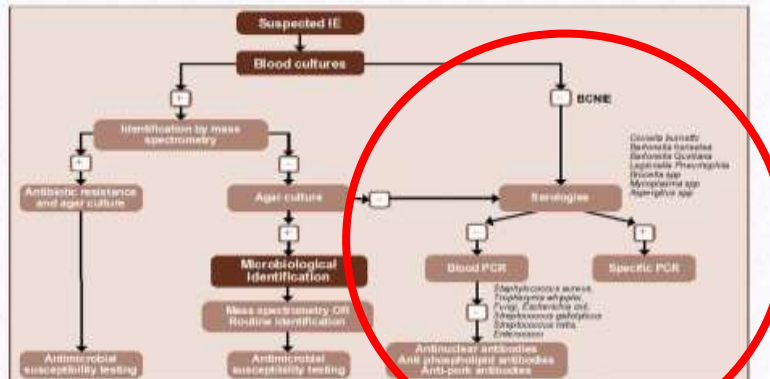 Suspected IE
Blood cultures
+
-
BCNIE
Identification by mass
spectrometry
+
-
Antibiotic resistance
and agar culture
Agar culture
-
Serologies
Coxiella burnetii
Bartonella henselae
Bartonella Quintana
Legionella Pneumophila
Brucella spp
Mycoplasma spp
Aspergillus spp
+
-
+
Microbiological
identification
Blood PCR
Specific PCR
Mass spectrometry OR
Routine identification
-
Staphylococcus aureus,
Tropheryma whipplei,
Fungi, Escherichia coli,
Streptococcus gallolyticus
Streptococcus mitis,
Enterococci
Antimicrobial
susceptibility testing
Antimicrobial
susceptibility testing
Antinuclear antibodies
Anti phospholipid antibodies
Anti-pork antibodies